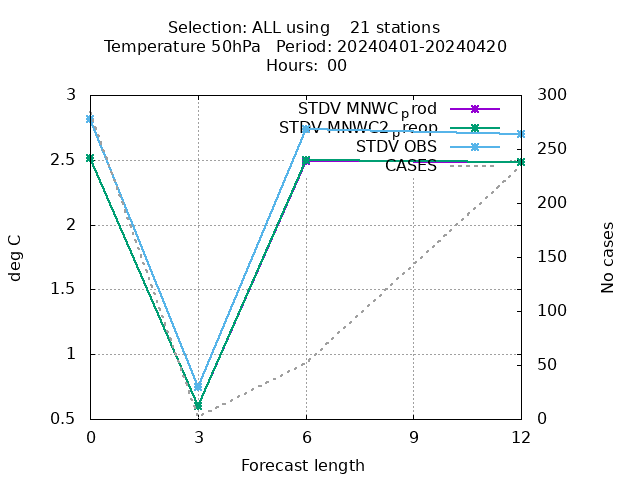 Selection: ALL using    21 stations
Temperature 50hPa   Period: 20240401-20240420
Hours: 00
STDV MNWCprod
STDV MNWC2preop
STDV OBS
CASES
3
2.5
2
1.5
1
0.5
300
250
200
150
100
50
0
deg C
No cases
0 3 6 9 12
Forecast length